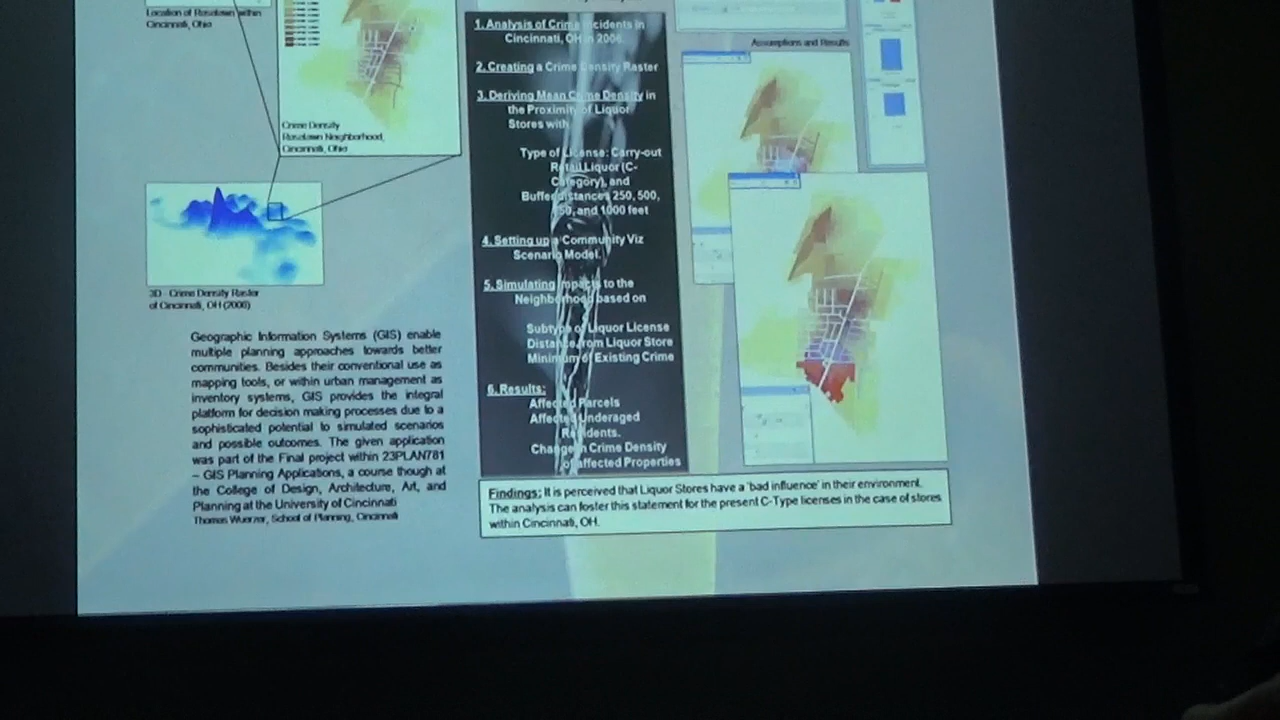 Location of Roselawn within
Cincinnati, Ohio
Crime Density
Roselawn Neighborhood,
Cincinnati, Ohio
3D - Crime Density Raster
of Cincinnati, OH (2006)
Geographic Information Systems (GIS) enable
multiple planning approaches towards better
communities. Besides their conventional use as
mapping tools, or within urban management as
inventory systems, GIS provides the integral
platform for decision making processes due to a
sophisticated potential to simulated scenarios
and possible outcomes. The given application
was part of the Final project within 23PLAN781
– GIS Planning Applications, a course though at
the College of Design, Architecture, Art, and
Planning at the University of Cincinnati
Thomas Wuerzer, School of Planning, Cincinnati
1. Analysis of Crime Incidents in
Cincinnati, OH in 2006.
2. Creating a Crime Density Raster
3. Deriving Mean Crime Density in
the Proximity of Liquor
Stores with
Type of License: Carry-out
Retail Liquor (C-
Category), and
Buffer distances 250, 500,
750, and 1000 feet
4. Setting up a Community Viz
Scenario Model.
5. Simulating Impacts to the
Neighborhood based on
Subtype of Liquor License
Distance from Liquor Store
Minimum of Existing Crime
6. Results:
Affected Parcels
Affected Underaged
Residents.
Change in Crime Density
of affected Properties
Assumptions and Results
Findings: It is perceived that Liquor Stores have a 'bad influence' in their environment.
The analysis can foster this statement for the present C-Type licenses in the case of stores
within Cincinnati, OH.